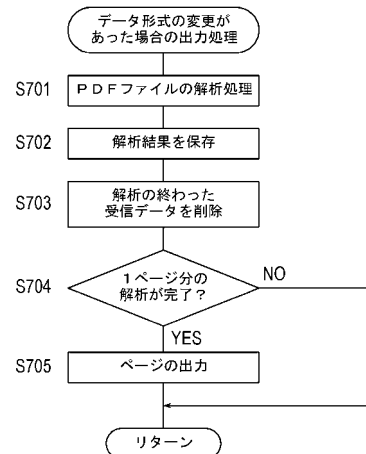 データ形式の変更が
あった場合の出力処理
S701
ＰＤＦファイルの解析処理
S702
解析結果を保存
S703
解析の終わった
受信データを削除
S704
１ページ分の
解析が完了？
NO
YES
S705
ページの出力
リターン